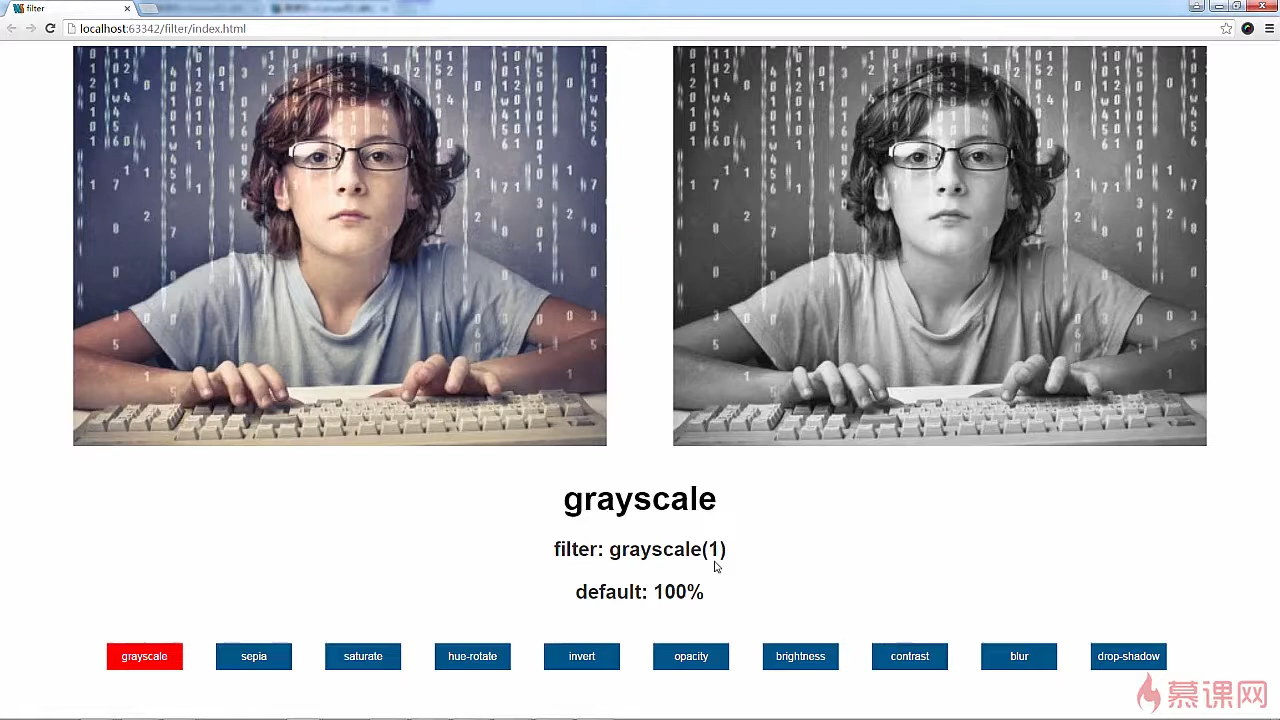 filter
localhost:63342/filter/index.html
grayscale
filter: grayscale(1)
default: 100%
grayscale sepia saturate hue-rotate invert opacity brightness contrast blur drop-shadow
慕课网